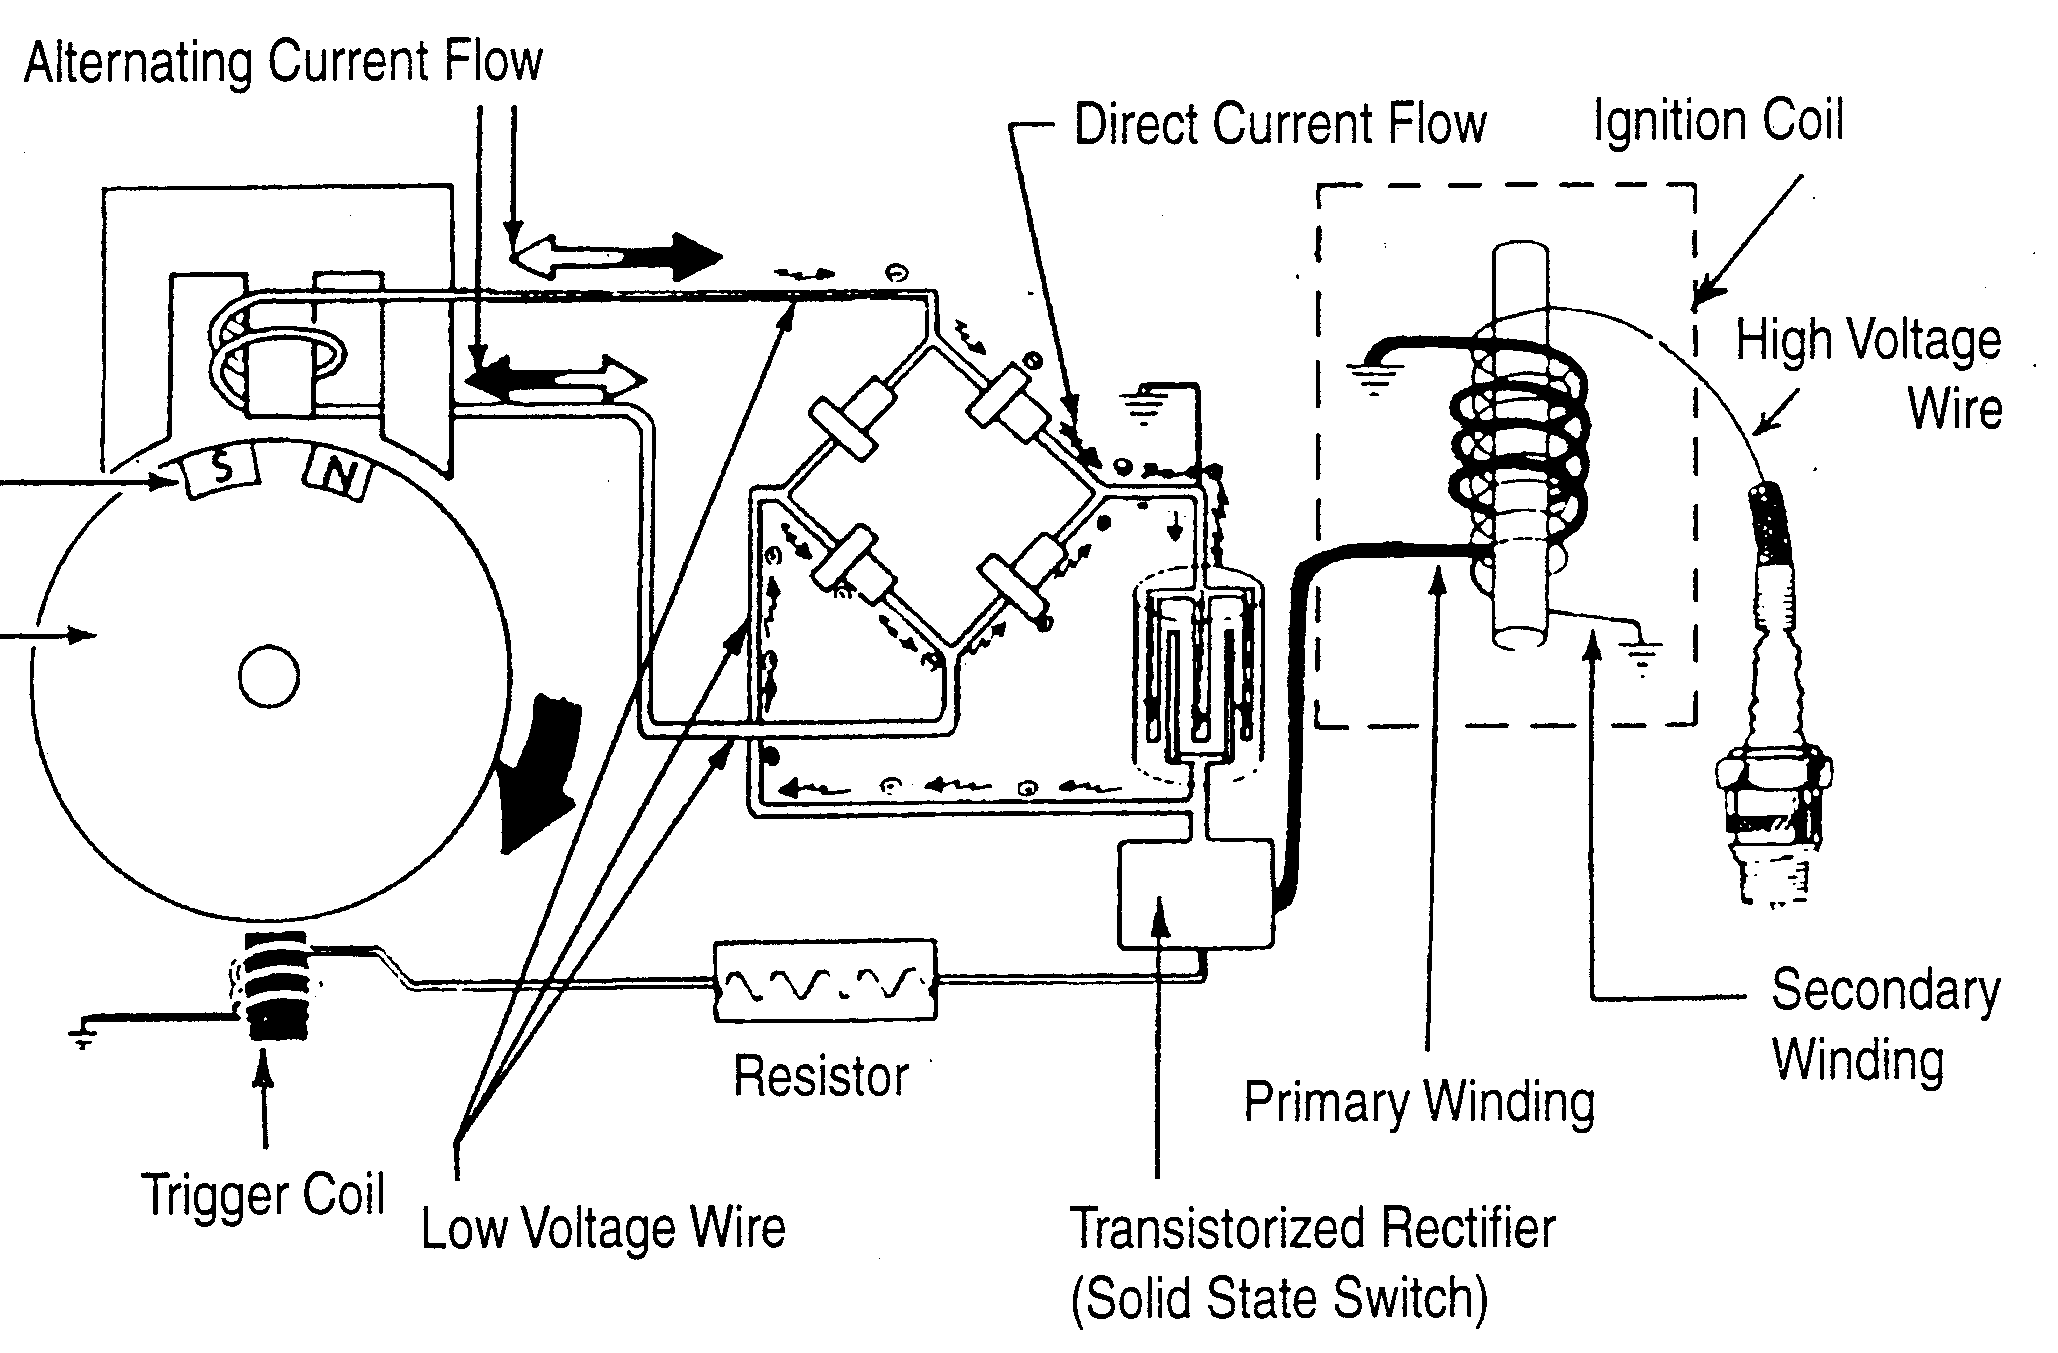 Alternating Current Flow
Direct Current Flow
Ignition Coil
High Voltage
Wire
S N
Secondary
Winding
Resistor
Primary Winding
Trigger Coil
Low Voltage Wire
Transistorized Rectifier
(Solid State Switch)